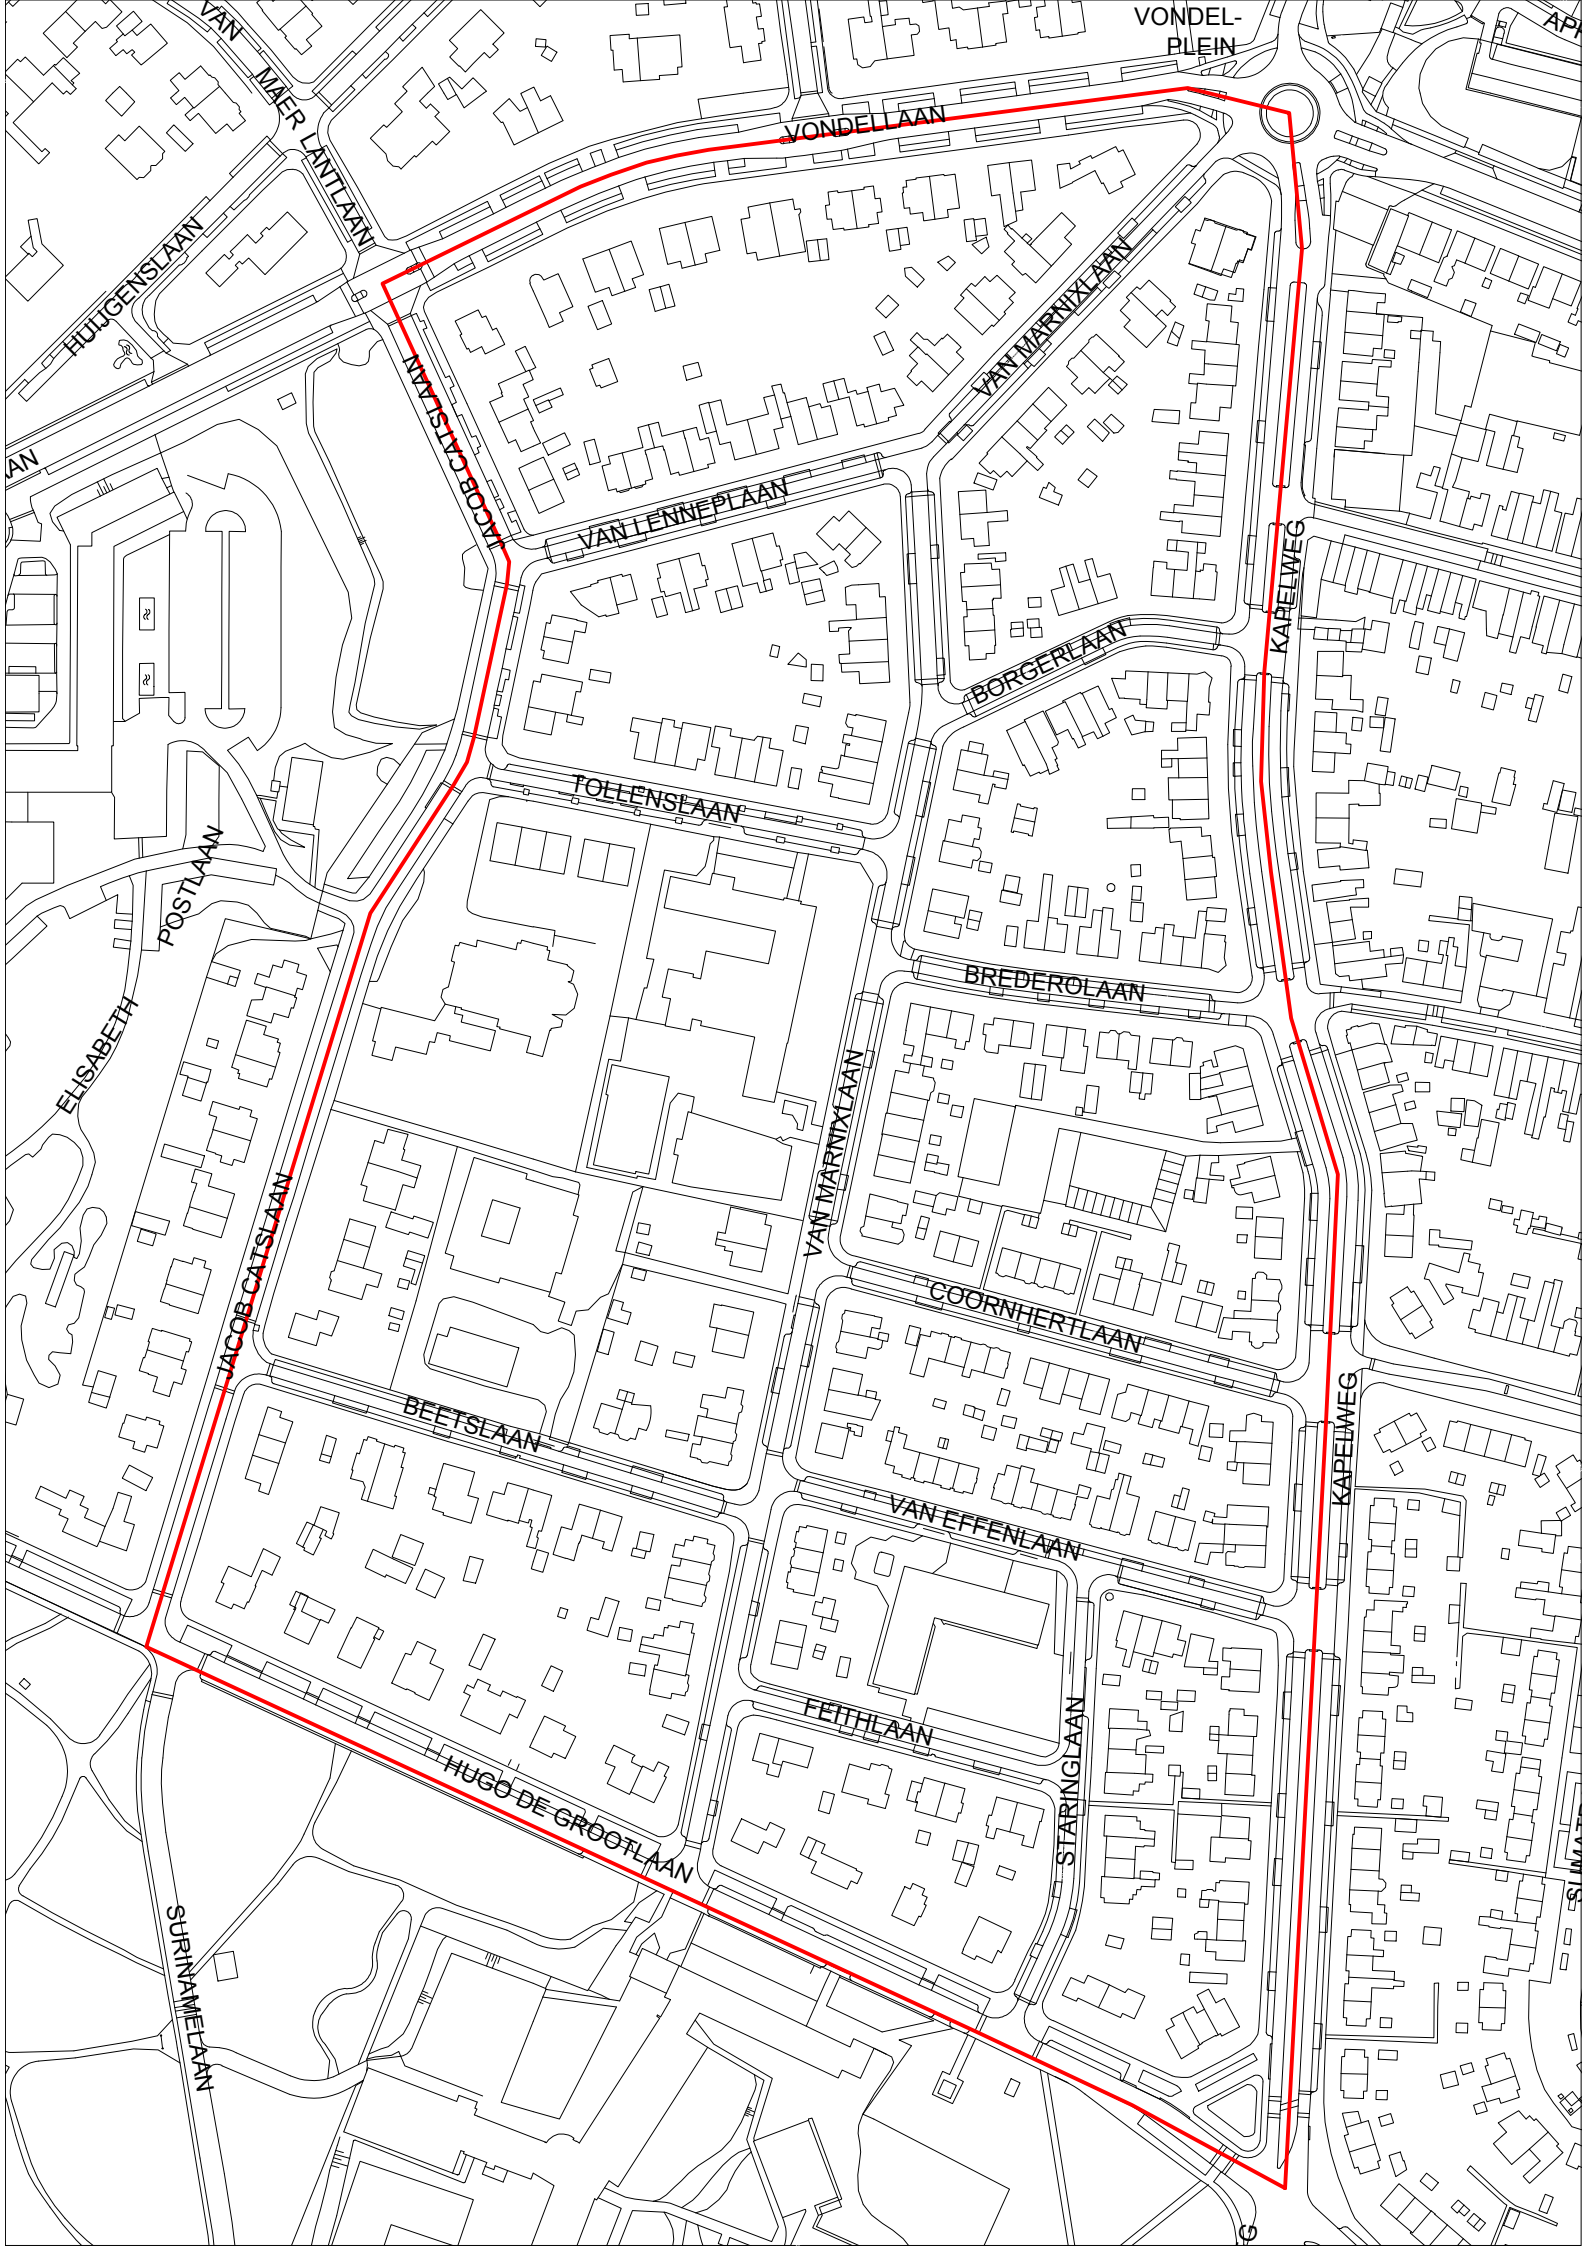 VAN
MAER LANTLAAN
VONDEL-
PLEIN
VONDELLAAN
HUIJGENSLAAN
VAN MARNIXLAAN
JACOB CATSLAAN
VAN LENNEPLAAN
KAPELWEG
BORGERLAAN
TOLLENSLAAN
POSTLAAN
ELISABETH
BREDEROLAAN
VAN MARNIXLAAN
JACOB CATSLAAN
COORNHERTLAAN
BEETSLAAN
KAPELWEG
VAN EFFENLAAN
FEITHLAAN
STARINGLAAN
HUGO DE GROOTLAAN
SURINAMELAAN